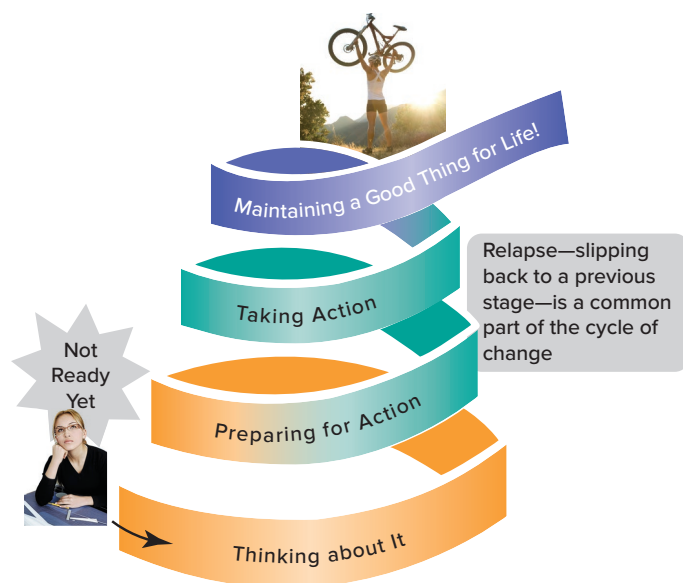 Maintaining a Good Thing for Life!
Taking Action
Relapse—slipping
back to a previous
stage—is a common
part of the cycle of
change
Not
Ready
Yet
Preparing for Action
Thinking about It